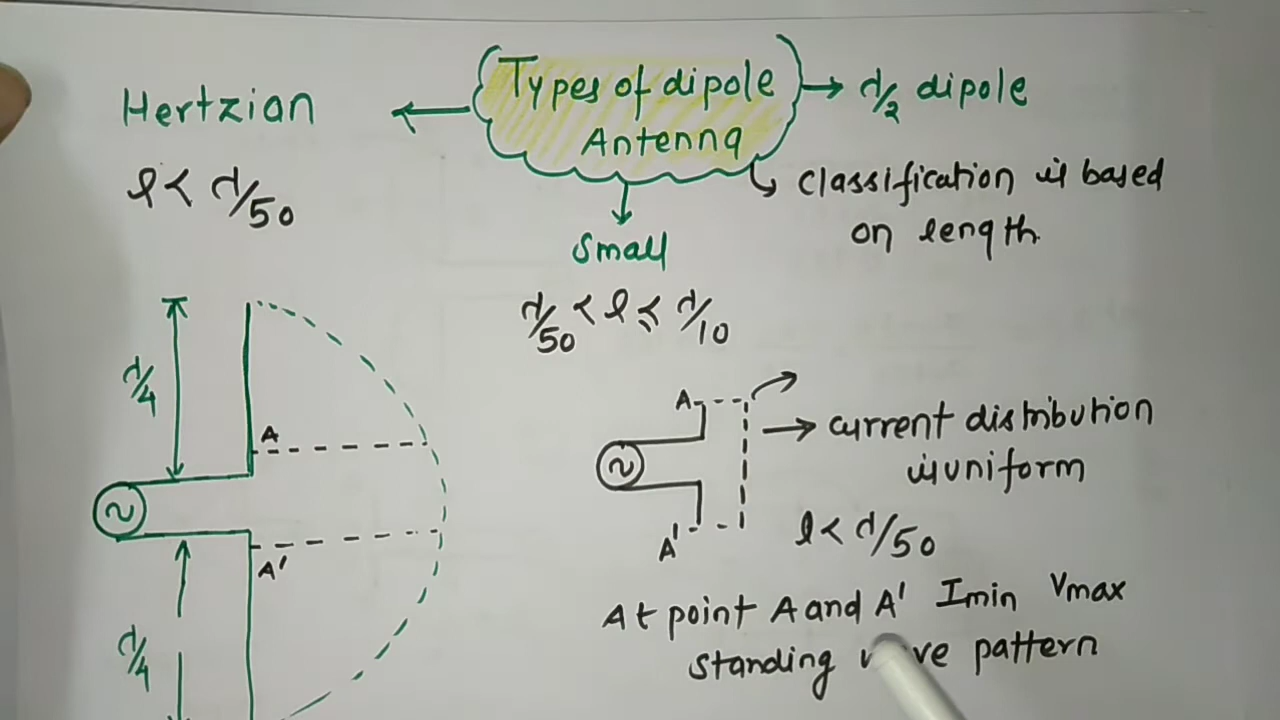 Types of dipole
Antenna
Hertzian
l < λ/50
λ/2 dipole
classification is based
on length
Small
λ/50 < l ≤ λ/10
λ/4
A
A'
λ/4
A
A'
current distribution
is uniform
l < λ/50
At point A and A' Imin Vmax
standing pattern